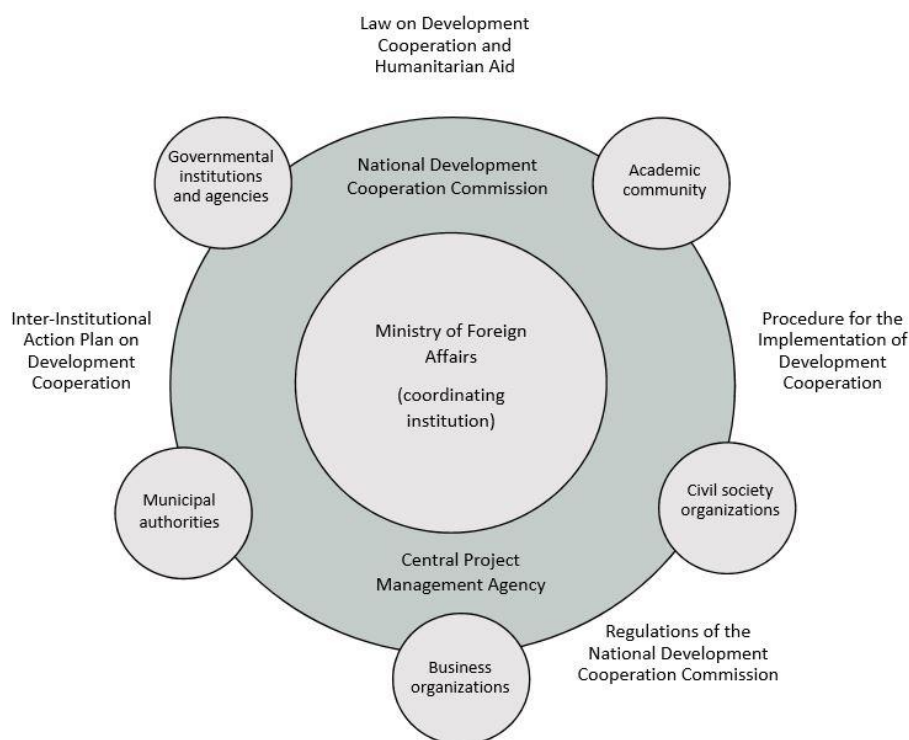 Law on Development
Cooperation and
Humanitarian Aid
Governmental
institutions
and agencies
National Development
Cooperation Commission
Academic
community
Inter-Institutional
Action Plan on
Development
Cooperation
Ministry of Foreign
Affairs
(coordinating
institution)
Procedure for the
Implementation of
Development
Cooperation
Municipal
authorities
Civil society
organizations
Central Project
Management Agency
Business
organizations
Regulations of the
National Development
Cooperation Commission